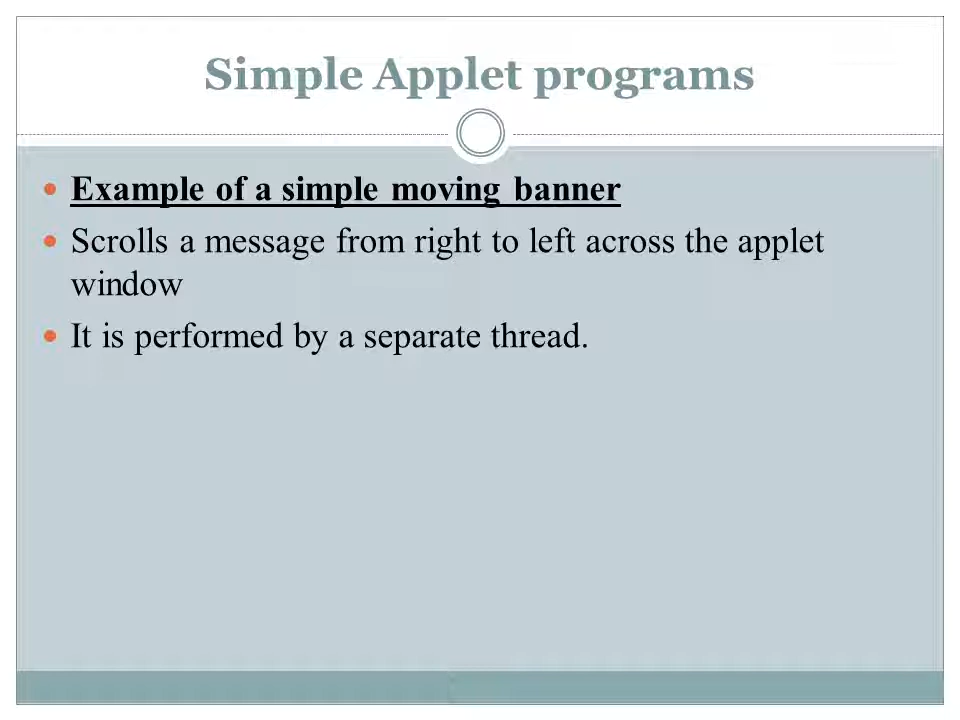 Simple Applet programs
Example of a simple moving banner
Scrolls a message from right to left across the applet
window
It is performed by a separate thread.